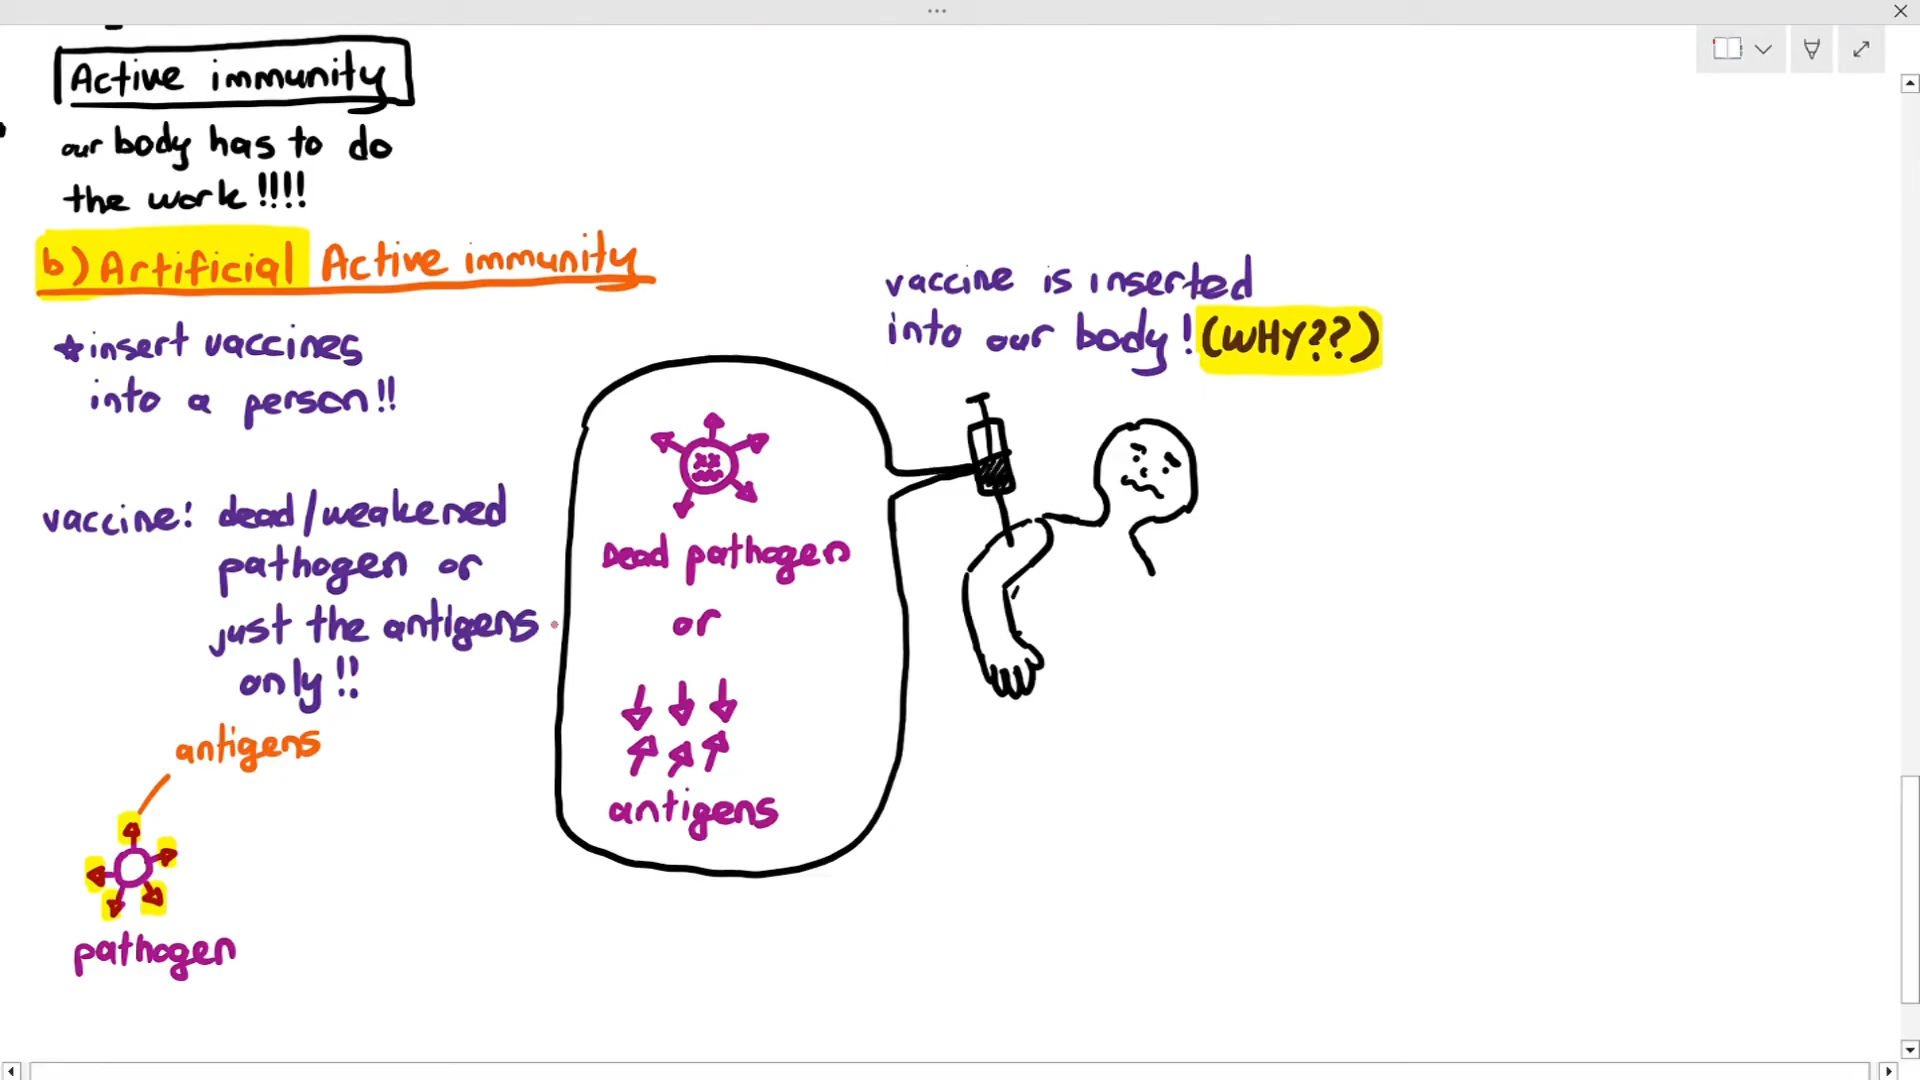 Active immunity
our body has to do
the work!!!!
b) Artificial Active immunity
★ insert vaccines
into a person!!
vaccine: dead/weakened
pathogen or
just the antigens
only!!
antigens
pathogen
Dead pathogen
or
antigens
vaccine is inserted
into our body! (WHY??)